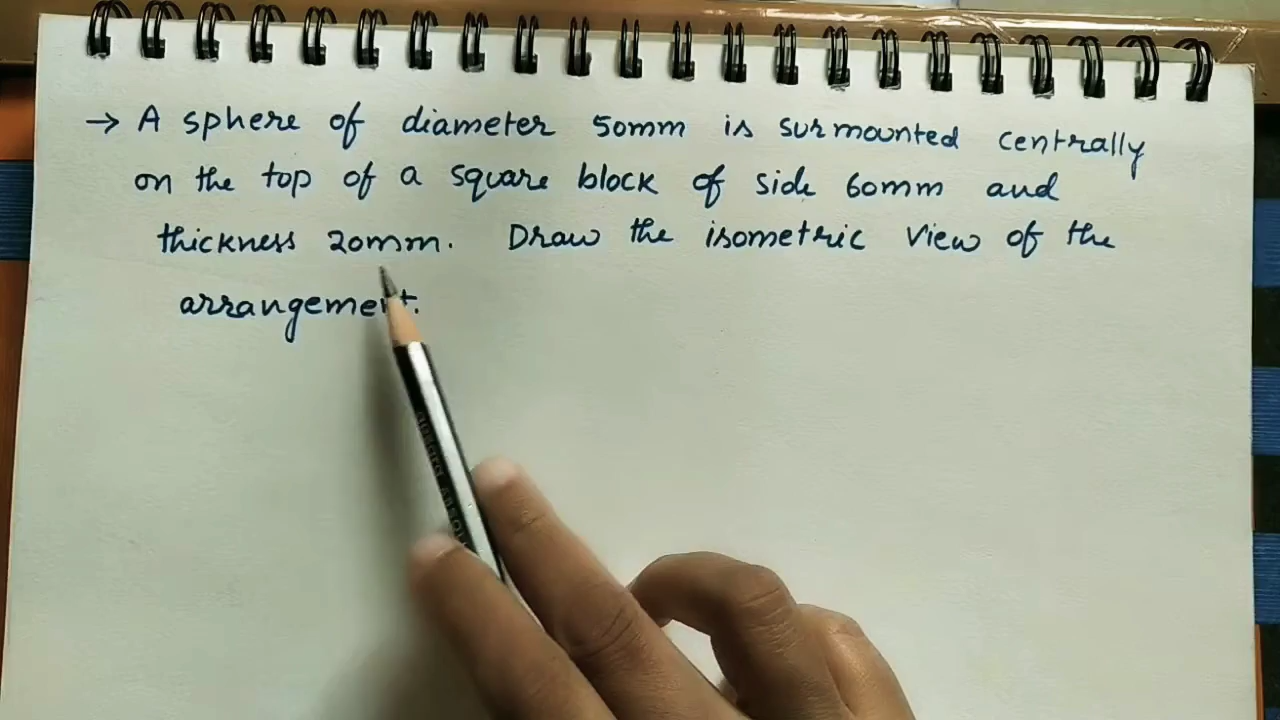 → A sphere of diameter 50mm is surmounted centrally
on the top of a square block of side 60mm and
thickness 20mm. Draw the isometric view of the
arrangement.